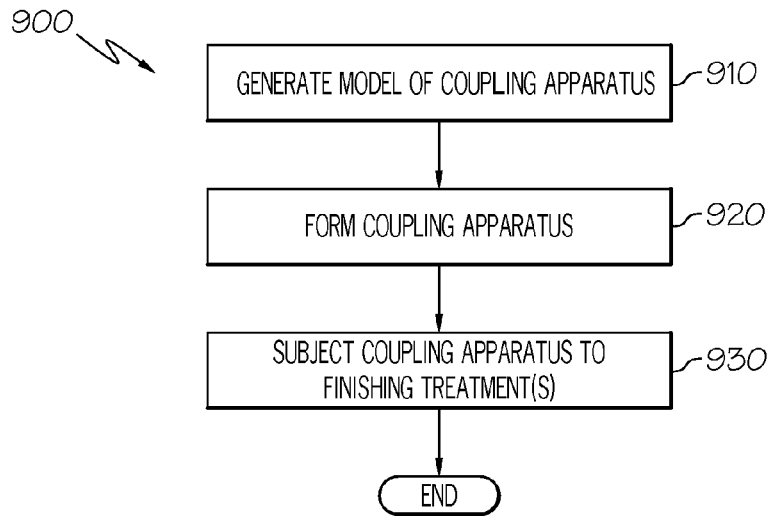 900
GENERATE MODEL OF COUPLING APPARATUS
910
FORM COUPLING APPARATUS
920
SUBJECT COUPLING APPARATUS TO
FINISHING TREATMENT(S)
930
END